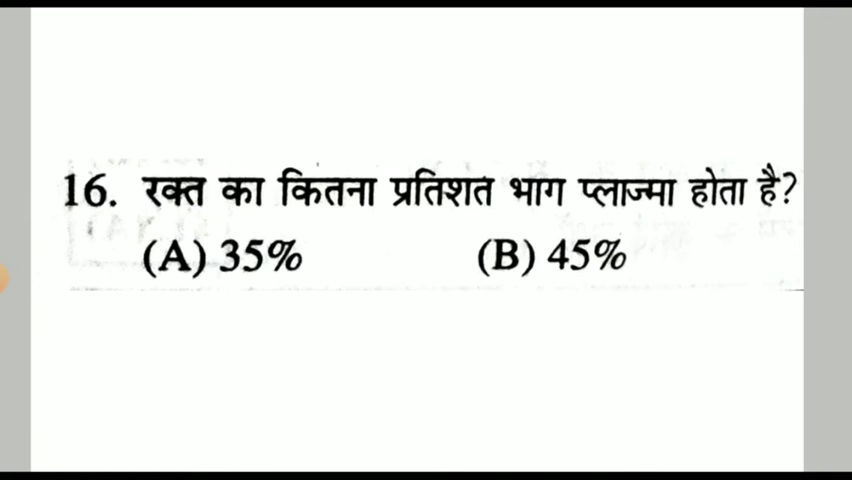 16. रक्त का कितना प्रतिशत भाग प्लाज्मा होता है?
(A) 35% (B) 45%